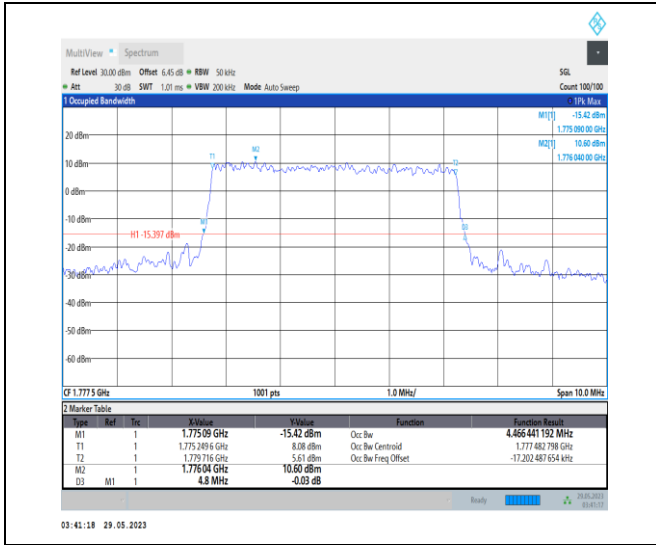 MultiView Spectrum
Ref Level 30.00 dBm Offset 6.45 dB RBW 50 kHz SGL
Att 30 dB SWT 1.01 ms VBW 200 kHz Mode Auto Sweep Count 100/100
1 Occupied Bandwidth 1Pk Max
M1[1] -15.42 dBm
1.775 090 00 GHz
M2[1] 10.60 dBm
1.776 040 00 GHz
20 dBm
M2
T1
T2
10 dBm
0 dBm
-10 dBm
M1
D3
H1 -15.397 dBm
-20 dBm
-30 dBm
-40 dBm
-50 dBm
-60 dBm
CF 1.777 5 GHz 1001 pts 1.0 MHz/ Span 10.0 MHz
2 Marker Table
Type Ref Trc X-Value Y-Value Function Function Result
M1 1 1.775 09 GHz -15.42 dBm Occ Bw 4.466 441 192 MHz
T1 1 1.775 249 6 GHz 8.08 dBm Occ Bw Centroid 1.777 482 798 GHz
T2 1 1.779 716 GHz 5.61 dBm Occ Bw Freq Offset -17.202 487 654 kHz
M2 1 1.776 04 GHz 10.60 dBm
D3 M1 1 4.8 MHz -0.03 dB
Ready 29.05.2023
03:41:18 29.05.2023